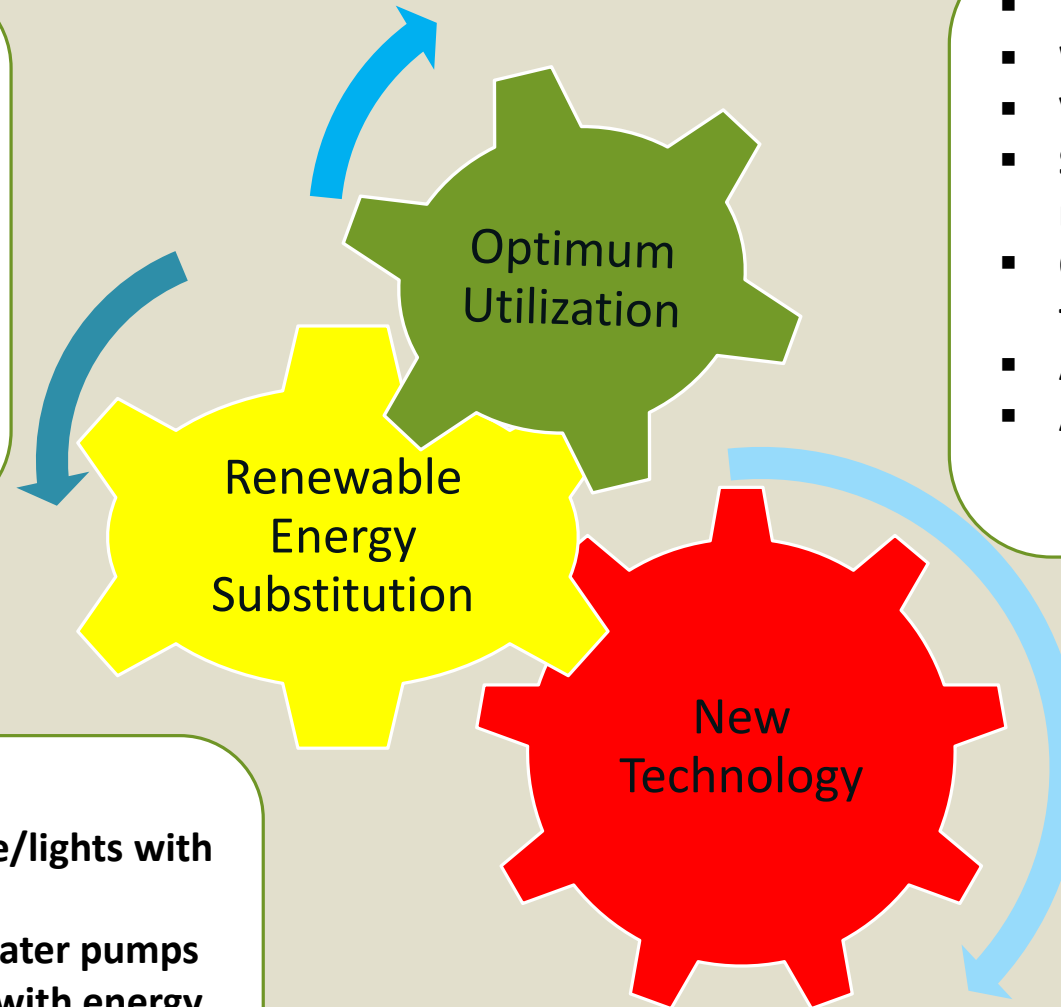 Optimum
Utilization
Renewable
Energy
Substitution
New
Technology
e/lights with
ater pumps
with energy